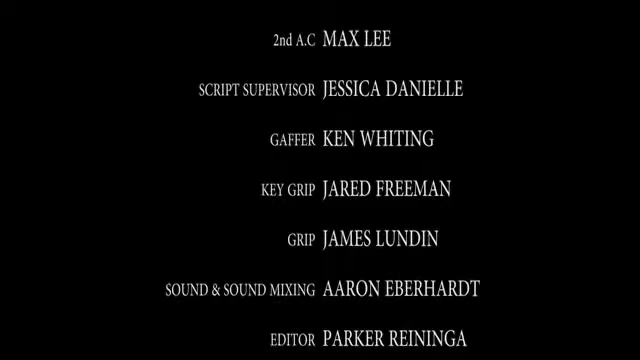 2nd A.C MAX LEE
SCRIPT SUPERVISOR JESSICA DANIELLE
GAFFER KEN WHITING
KEY GRIP JARED FREEMAN
GRIP JAMES LUNDIN
SOUND & SOUND MIXING AARON EBERHARDT
EDITOR PARKER REININGA